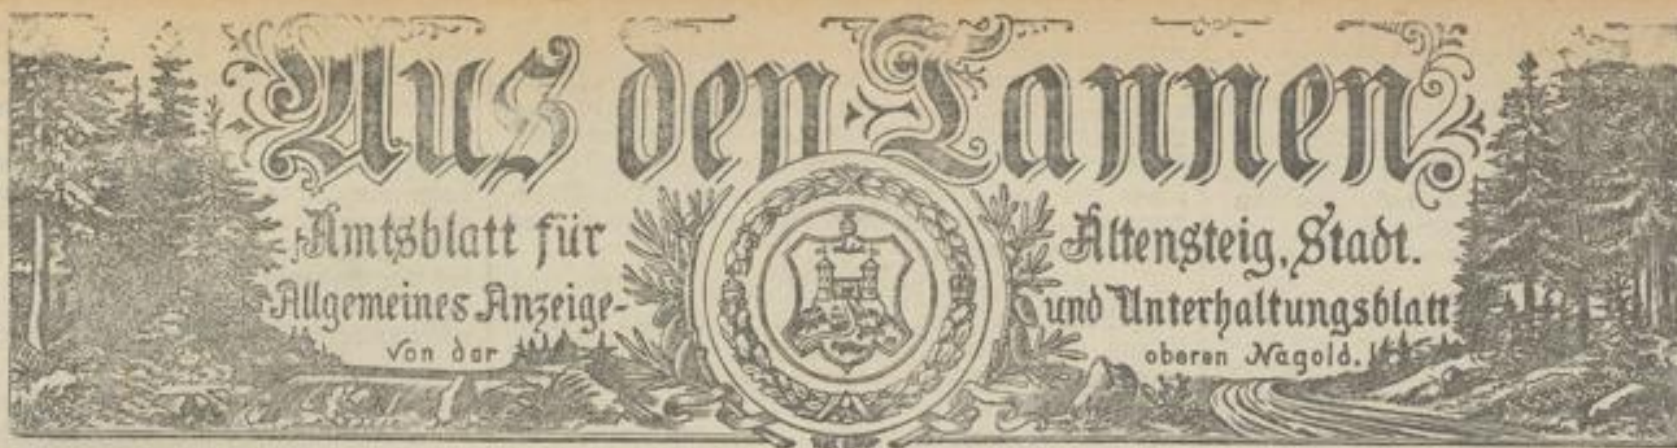 Aus den Tannen
Amtsblatt für Altensteig, Stadt.
Allgemeines Anzeige- und Unterhaltungsblatt
Von der oberen Nagold.